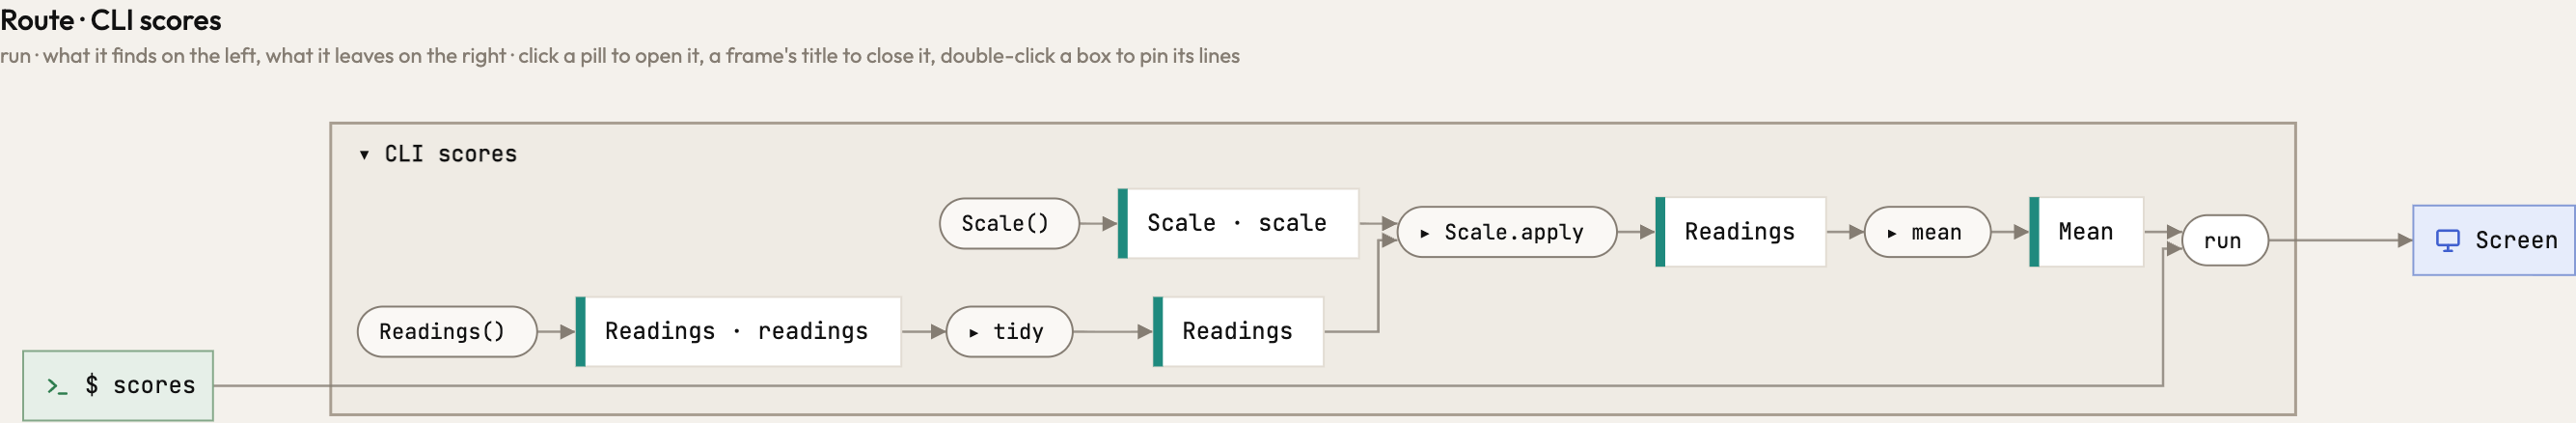 Route · CLI scores
run · what it finds on the left, what it leaves on the right · click a pill to open it, a frame's title to close it, double-click a box to pin its lines
▾ CLI scores
Scale()
Scale · scale
▸ Scale.apply
Readings
▸ mean
Mean
run
Screen
Readings()
Readings · readings
▸ tidy
Readings
>_ $ scores